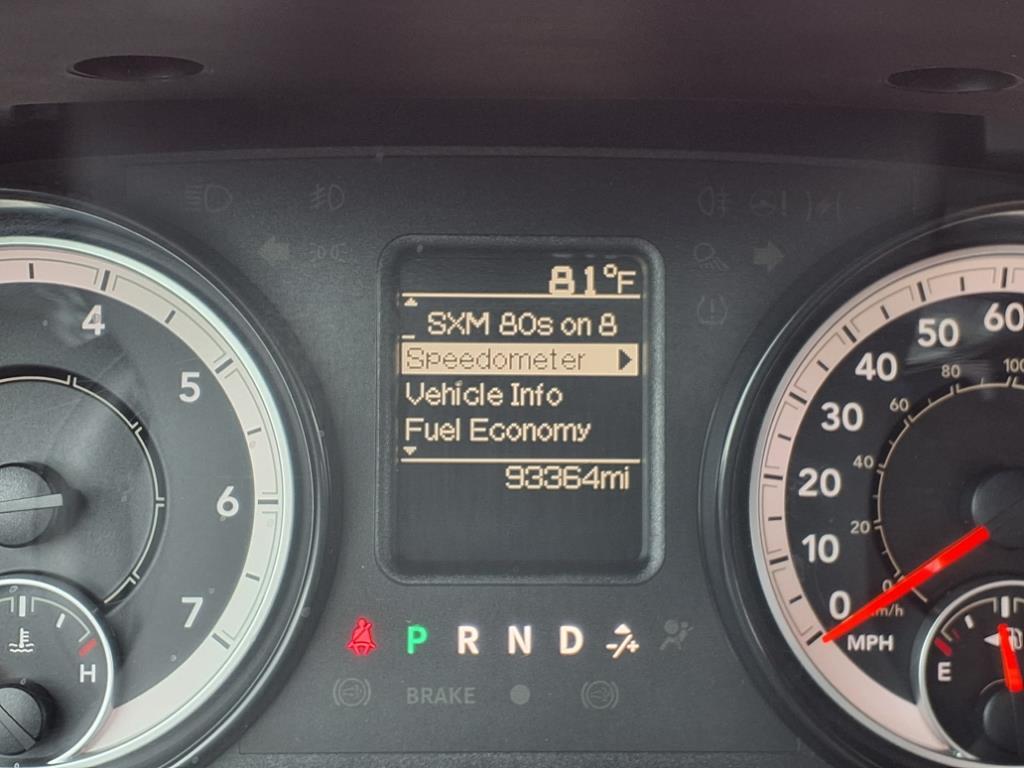 81°F
SXM 80s on 8
Speedometer
Vehicle Info
Fuel Economy
93364mi
4
5
6
7
H
P R N D
BRAKE
60
50
40
30
20
10
0
MPH
100
80
60
40
20
0
km/h
E